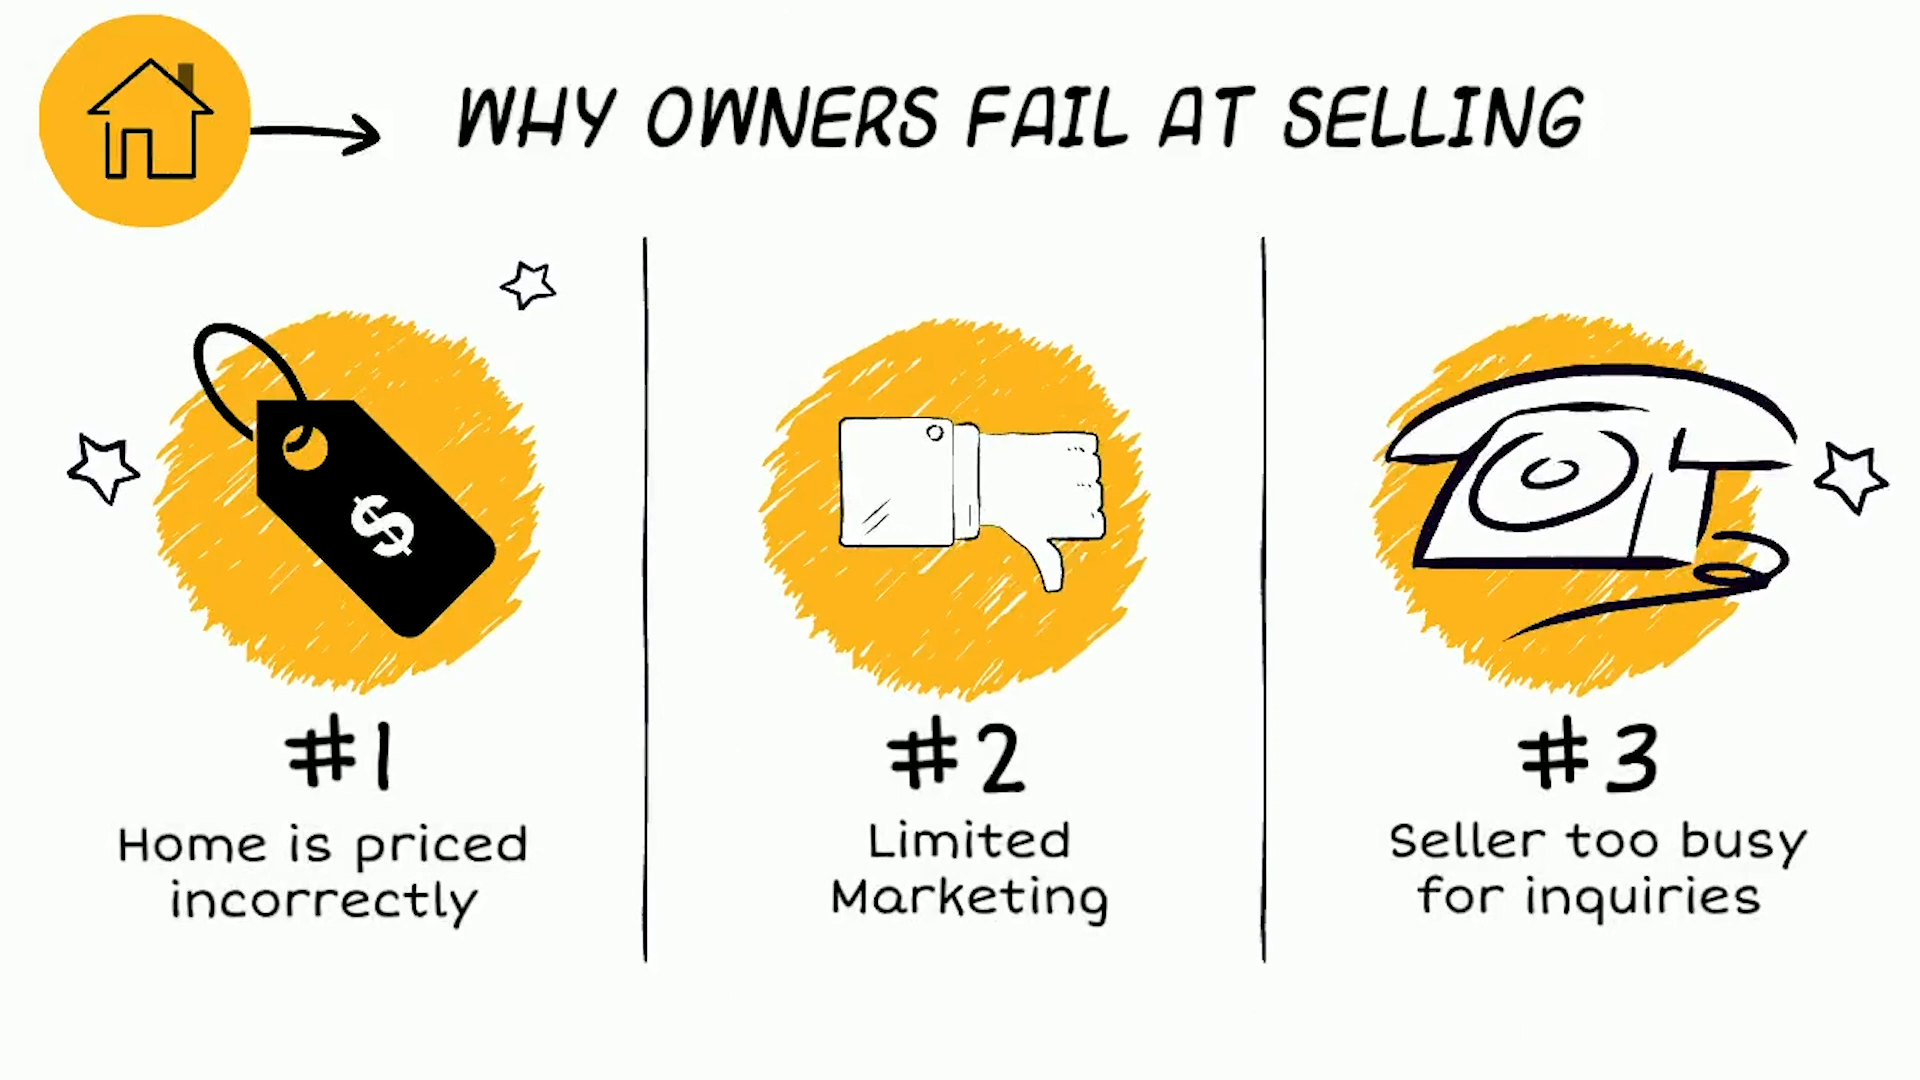 WHY OWNERS FAIL AT SELLING
$
#1
Home is priced
incorrectly
#2
Limited
Marketing
#3
Seller too busy
for inquiries